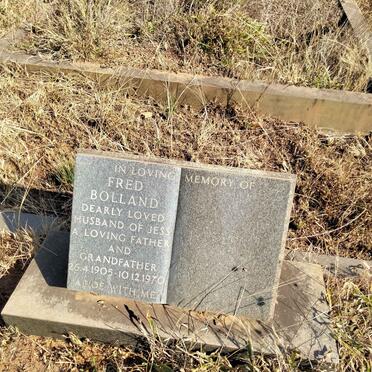 IN LOVING MEMORY OF
FRED
BOLLAND
DEARLY LOVED
HUSBAND OF JESS
A LOVING FATHER
AND
GRANDFATHER
26.4.1905-10.12.1970
ABIDE WITH ME